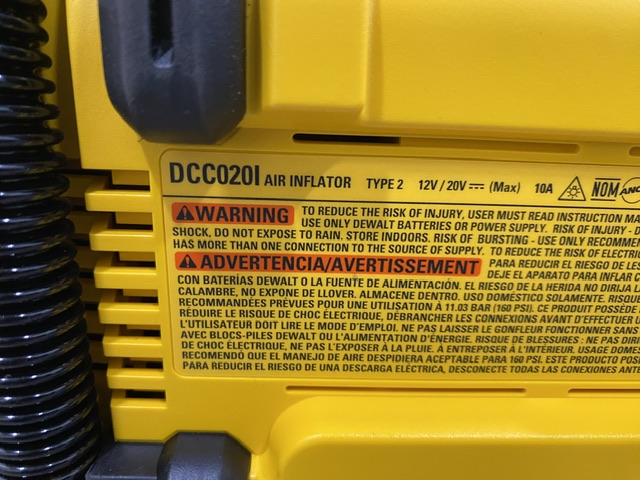 DCC020I AIR INFLATOR TYPE 2 12V / 20V (Max) 10A NOM ANCE
WARNING TO REDUCE THE RISK OF INJURY, USER MUST READ INSTRUCTION
USE ONLY DEWALT BATTERIES OR POWER SUPPLY. RISK OF INJURY - D
SHOCK, DO NOT EXPOSE TO RAIN. STORE INDOORS. RISK OF BURSTING - USE ONLY RECOMME
HAS MORE THAN ONE CONNECTION TO THE SOURCE OF SUPPLY. TO REDUCE THE RISK OF ELECTRIC
ADVERTENCIA/AVERTISSEMENT PARA REDUCIR EL RIESGO DE
DEJE EL APARATO PARA INFLAR
CON BATERÍAS DEWALT O LA FUENTE DE ALIMENTACIÓN. EL RIESGO DE LA HERIDA NO DIRIJA
CALAMBRE, NO EXPONE DE LLOVER. ALMACENE DENTRO. USO DOMÉSTICO SOLAMENTE. RISQ
RECOMMANDÉES PRÉVUES POUR UNE UTILISATION À 11.03 BAR (160 PSI). CE PRODUIT POSSÈDE
RÉDUIRE LE RISQUE DE CHOC ÉLECTRIQUE, DÉBRANCHER LES CONNEXIONS AVANT D'EFFECTUER
L'UTILISATEUR DOIT LIRE LE MODE D'EMPLOI. NE PAS LAISSER LE GONFLEUR FONCTIONNER SANS
AVEC BLOCS-PILES DEWALT OU L'ALIMENTATION D'ÉNERGIE. RISQUE DE BLESSURES : NE PAS DIR
DE CHOC ÉLECTRIQUE, NE PAS L'EXPOSER À LA PLUIE. À ENTREPOSER À L'INTÉRIEUR. USAGE DOMES
RECOMENDÓ QUE EL MANEJO DE AIRE DESPIDIERA ACEPTABLE PARA 160 PSI. ESTE PRODUCTO POS
PARA REDUCIR EL RIESGO DE UNA DESCARGA ELÉCTRICA, DESCONECTE TODAS LAS CONEXIONES ANTE